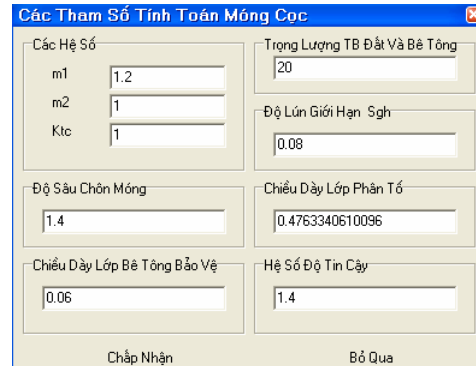 Các Tham Số Tính Toán Móng Cọc
Các Hệ Số
m1 1.2
m2 1
Ktc 1
Trọng Lượng TB Đất Và Bê Tông
20
Độ Lún Giới Hạn Sgh
0.08
Độ Sâu Chôn Móng
1.4
Chiều Dày Lớp Phân Tố
0.4763340610096
Chiều Dày Lớp Bê Tông Bảo Vệ
0.06
Hệ Số Độ Tin Cậy
1.4
Chấp Nhận
Bỏ Qua